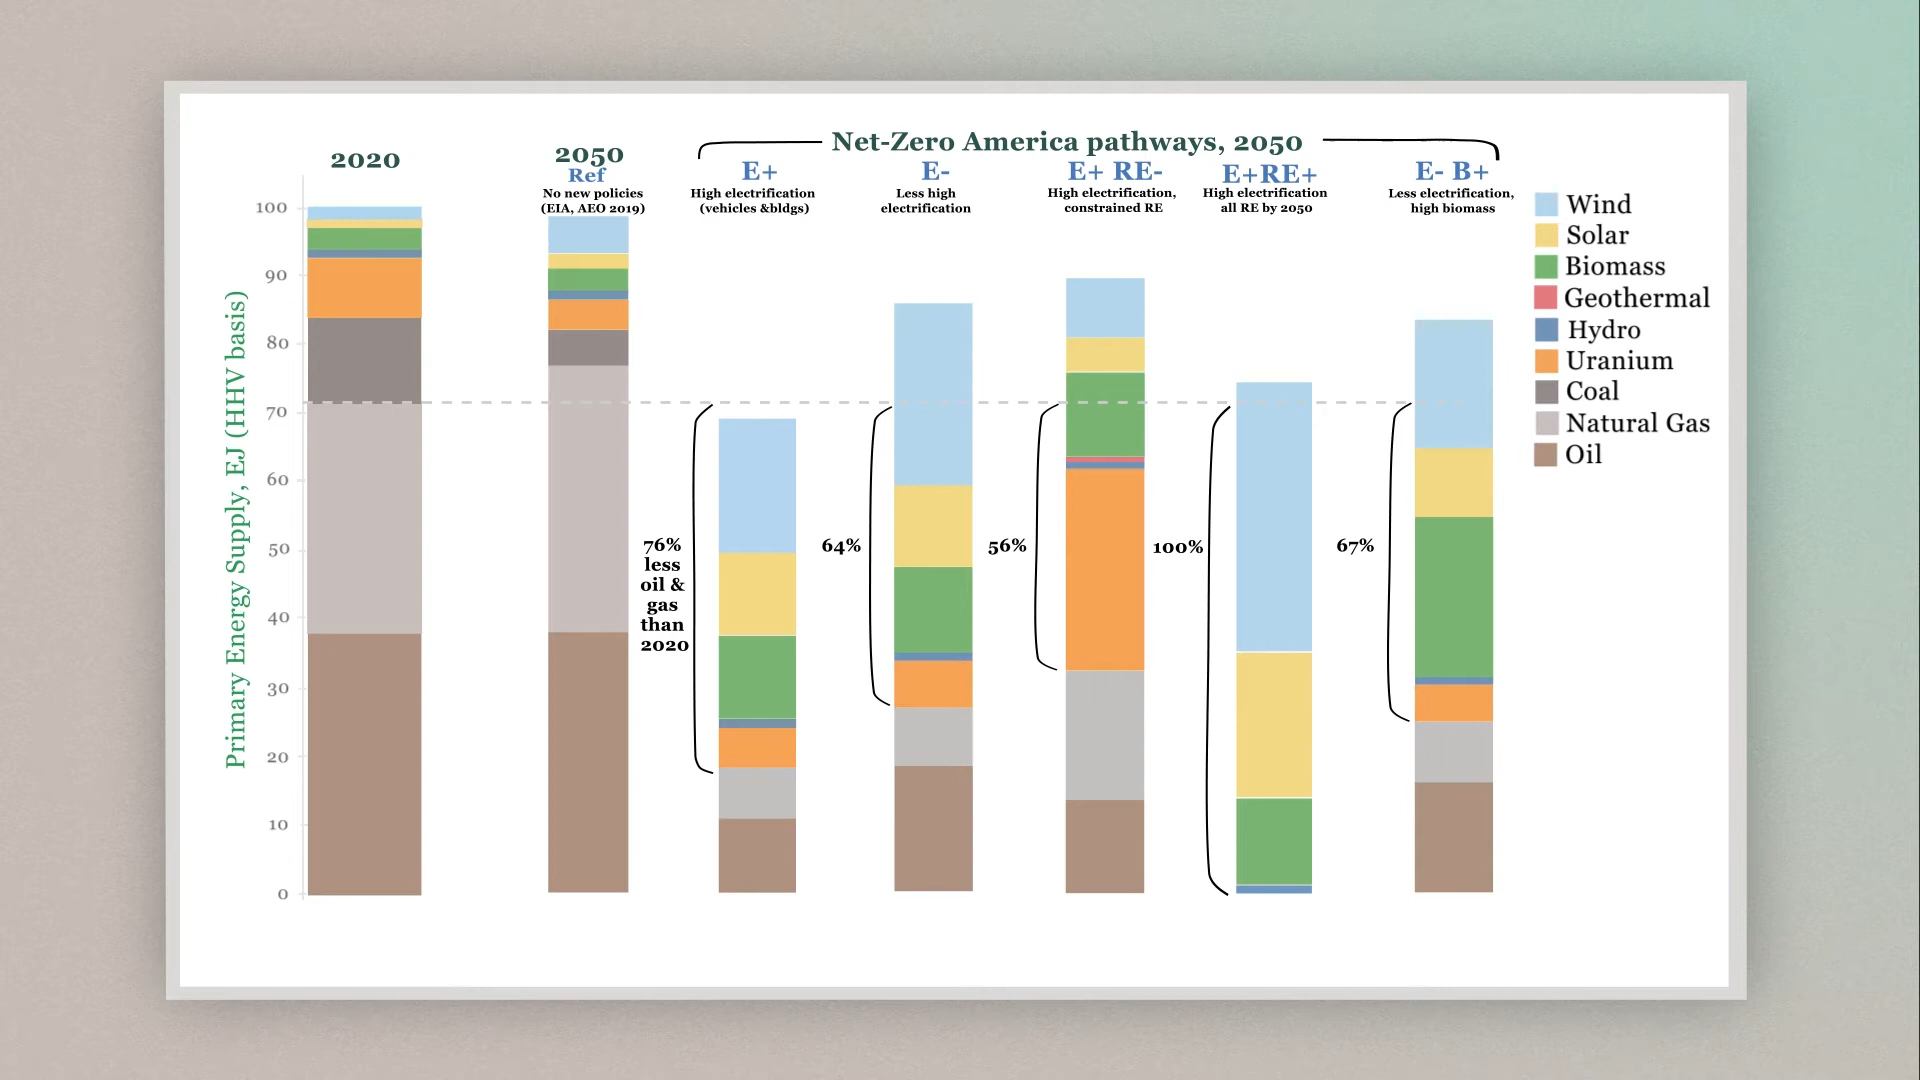 Net-Zero America pathways, 2050
2020
2050
Ref
No new policies
(EIA, AEO 2019)
E+
High electrification
(vehicles &bldgs)
E-
Less high
electrification
E+ RE-
High electrification,
constrained RE
E+RE+
High electrification
all RE by 2050
E- B+
Less electrification,
high biomass
Primary Energy Supply, EJ (HHV basis)
100
90
80
70
60
50
40
30
20
10
0
76%
less
oil &
gas
than
2020
64%
56%
100%
67%
Wind
Solar
Biomass
Geothermal
Hydro
Uranium
Coal
Natural Gas
Oil